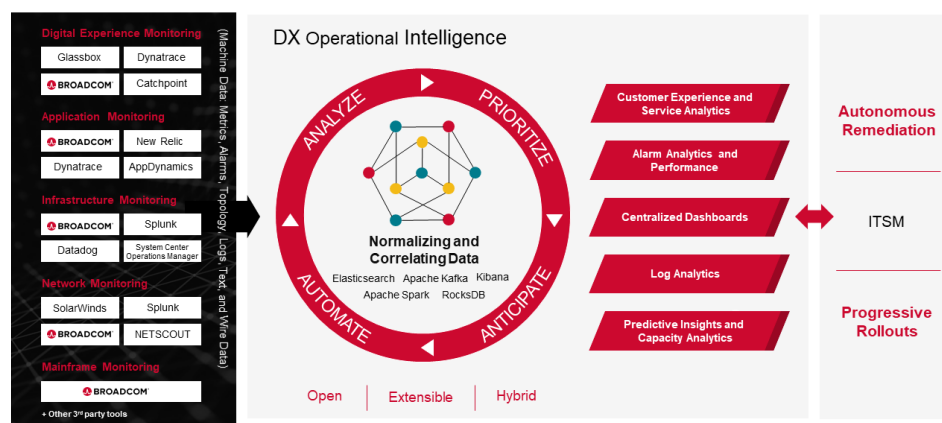 Digital Experience Monitoring
Glassbox
Dynatrace
BROADCOM
Catchpoint
Application Monitoring
BROADCOM
New Relic
Dynatrace
AppDynamics
Infrastructure Monitoring
BROADCOM
Splunk
Datadog
System Center
Operations Manager
Network Monitoring
SolarWinds
Splunk
BROADCOM
NETSCOUT
Mainframe Monitoring
BROADCOM
+ Other 3rd party tools
(Machine Data: Metrics, Alarms, Topology, Logs, Text, and Wire Data)
DX Operational Intelligence
ANALYZE
PRIORITIZE
ANTICIPATE
AUTOMATE
Normalizing and
Correlating Data
Elasticsearch Apache Kafka Kibana
Apache Spark RocksDB
Open
Extensible
Hybrid
Customer Experience and
Service Analytics
Alarm Analytics and
Performance
Centralized Dashboards
Log Analytics
Predictive Insights and
Capacity Analytics
Autonomous
Remediation
ITSM
Progressive
Rollouts